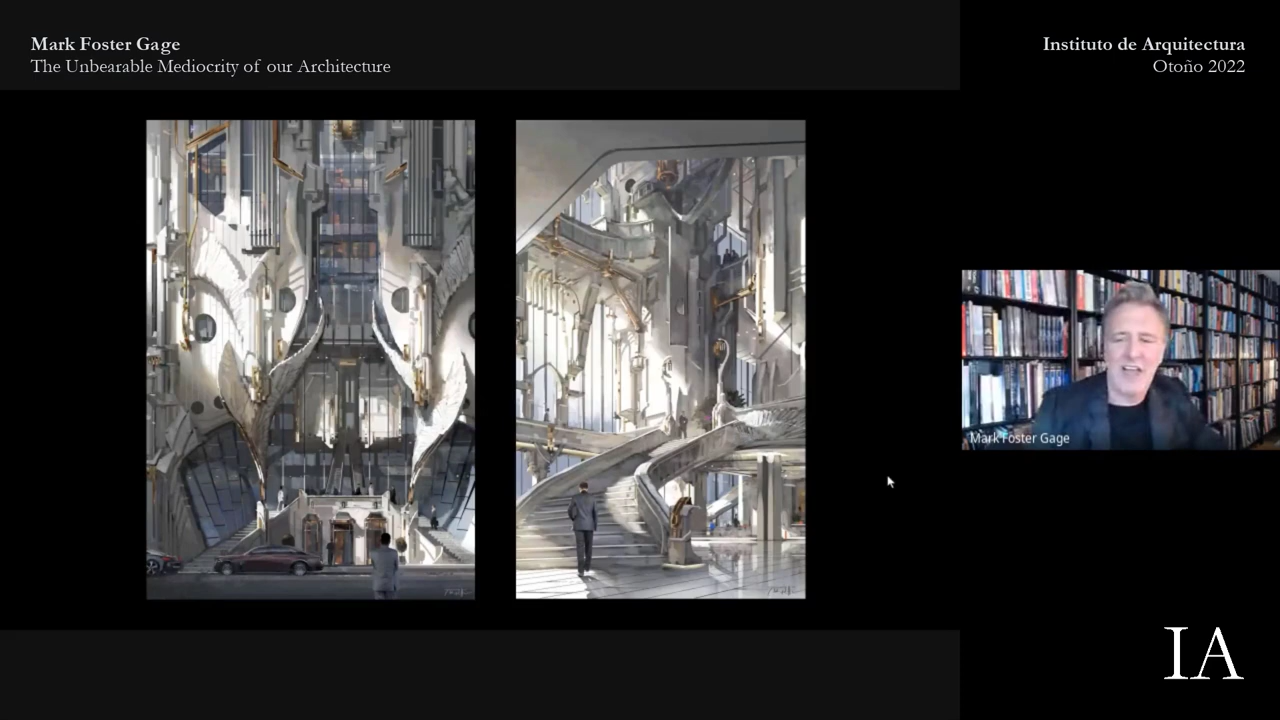 Mark Foster Gage
The Unbearable Mediocrity of our Architecture
Instituto de Arquitectura
Otoño 2022
Mark Foster Gage
IA